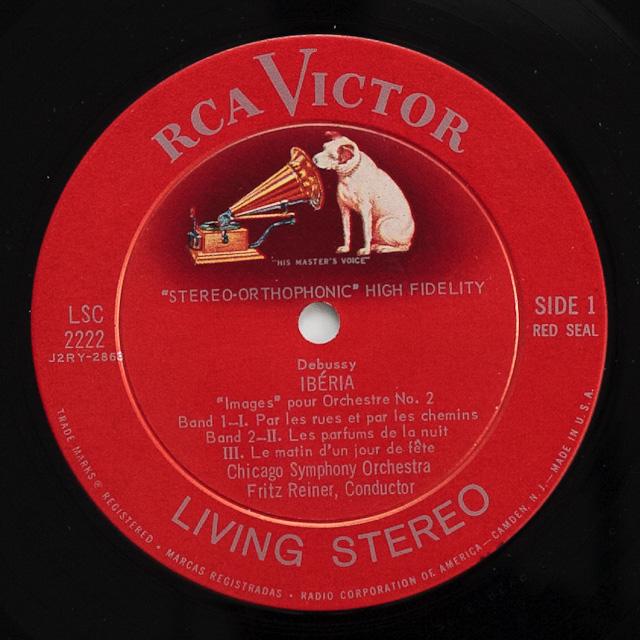 RCA VICTOR
"HIS MASTER'S VOICE"
"STEREO-ORTHOPHONIC" HIGH FIDELITY
LSC
2222
J2RY-2868
SIDE 1
RED SEAL
Debussy
IBÉRIA
"Images" pour Orchestre No. 2
Band 1—I. Par les rues et par les chemins
Band 2—II. Les parfums de la nuit
III. Le matin d'un jour de fête
Chicago Symphony Orchestra
Fritz Reiner, Conductor
LIVING STEREO
TRADE MARKS ® REGISTERED • MARCAS REGISTRADAS • RADIO CORPORATION OF AMERICA—CAMDEN, N. J.—MADE IN U.S.A.